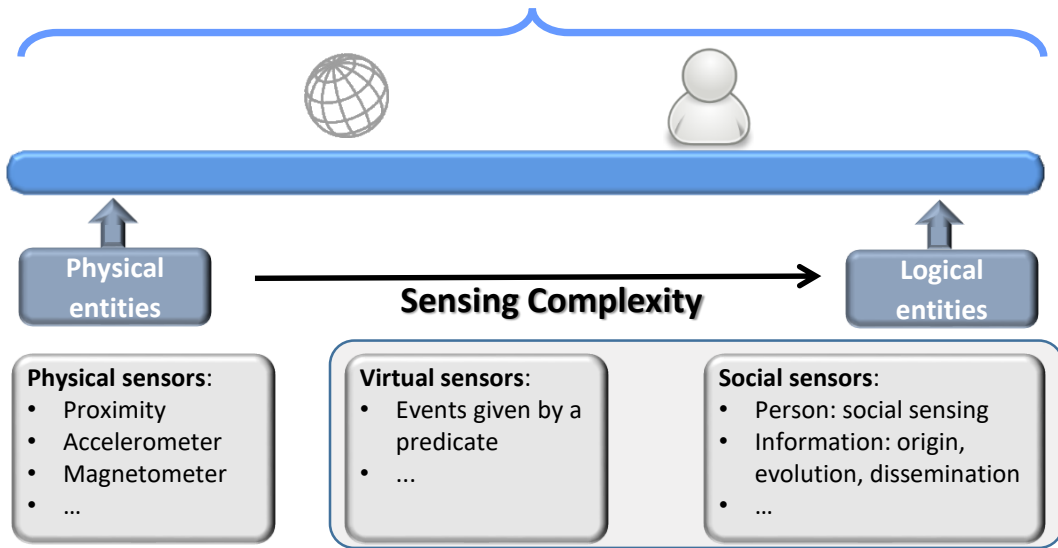 Physical
entities
Sensing Complexity
Logical
entities
Physical sensors:
• Proximity
• Accelerometer
• Magnetometer
• ...
Virtual sensors:
• Events given by a
predicate
• ...
Social sensors:
• Person: social sensing
• Information: origin,
evolution, dissemination
• ...